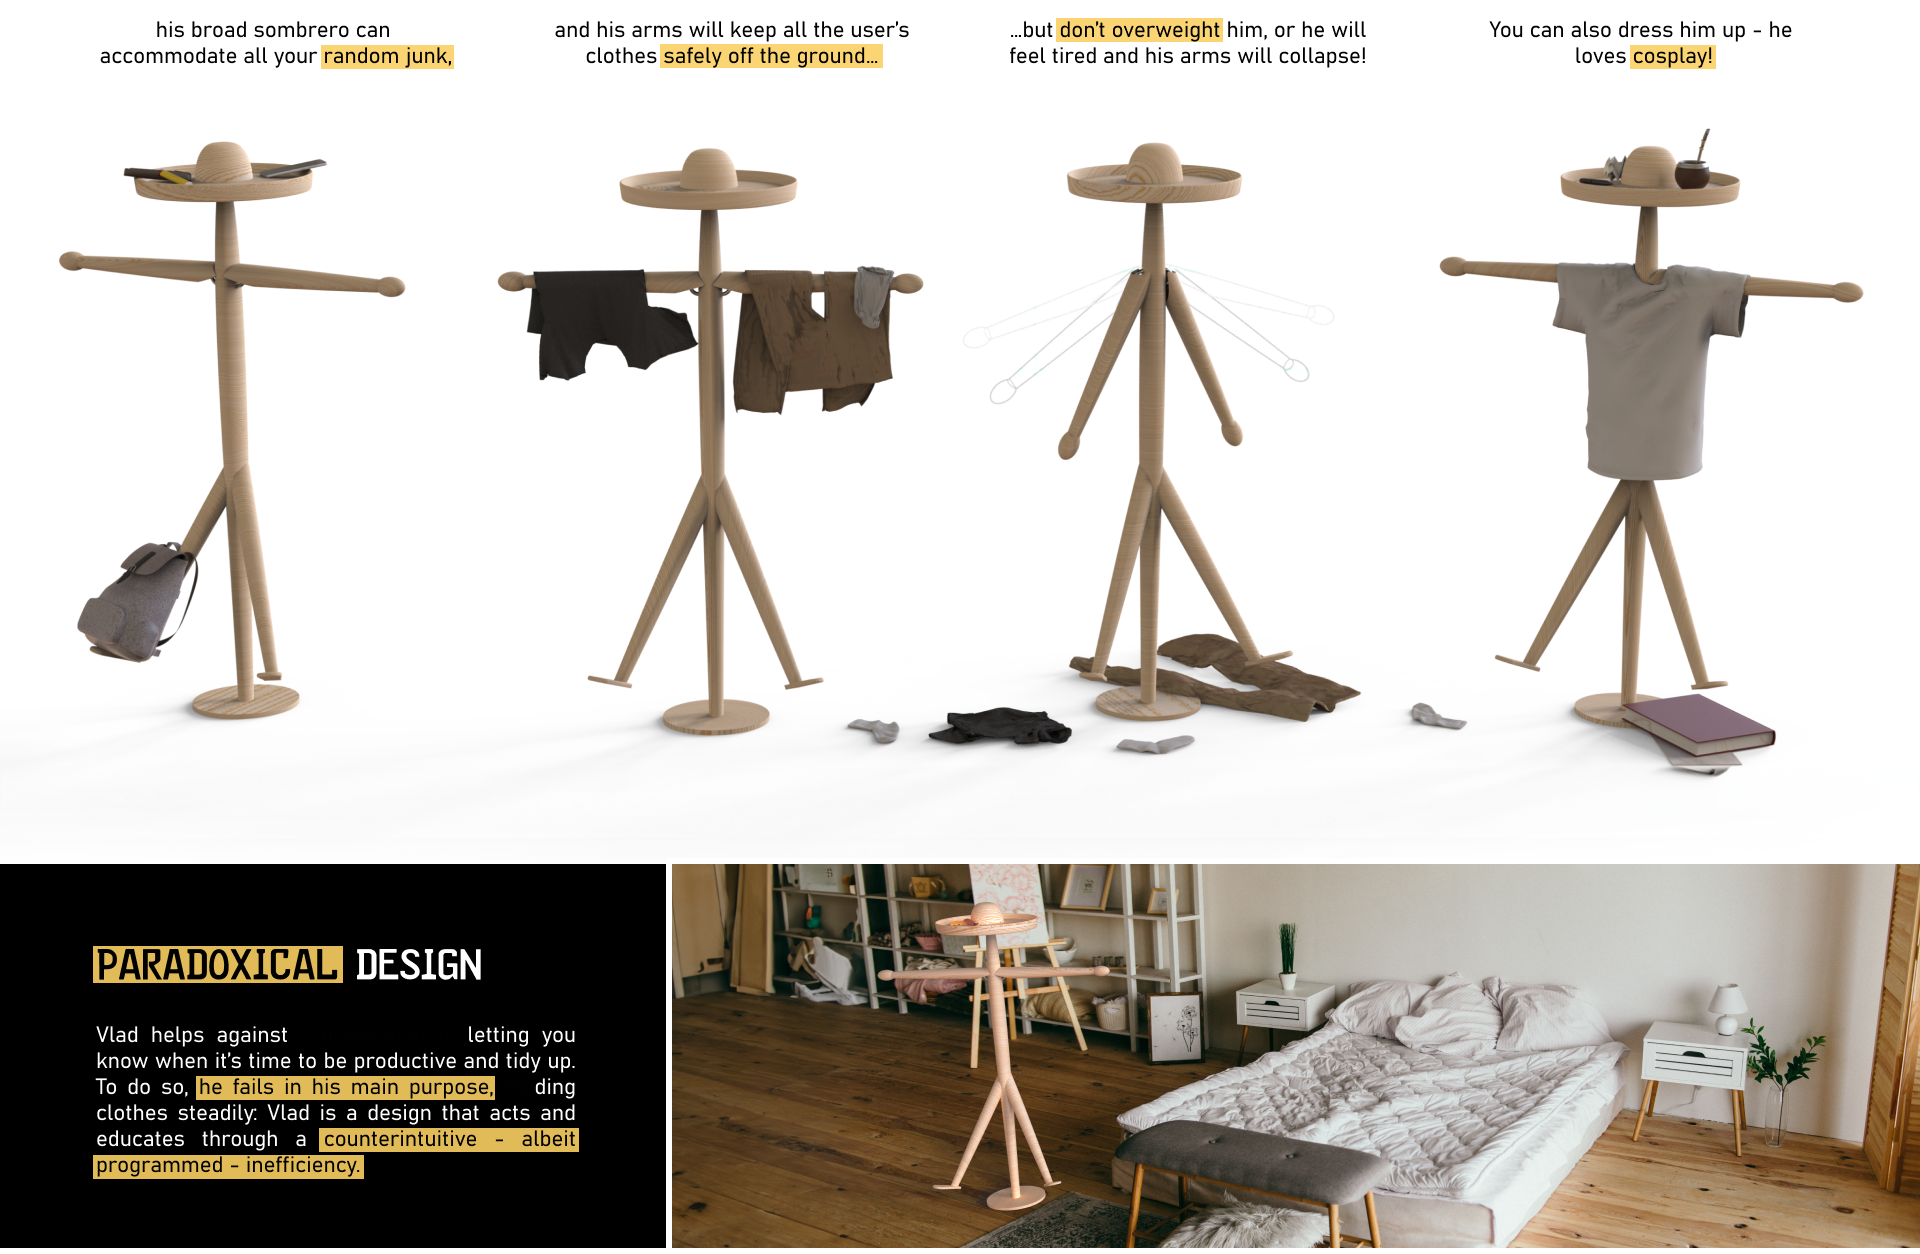 his broad sombrero can
accommodate all your random junk,
and his arms will keep all the user's
clothes safely off the ground...
...but don't overweight him, or he will
feel tired and his arms will collapse!
You can also dress him up - he
loves cosplay!
PARADOXICAL DESIGN
Vlad helps against letting you
know when it's time to be productive and tidy up.
To do so, he fails in his main purpose, ding
clothes steadily: Vlad is a design that acts and
educates through a counterintuitive - albeit
programmed - inefficiency.